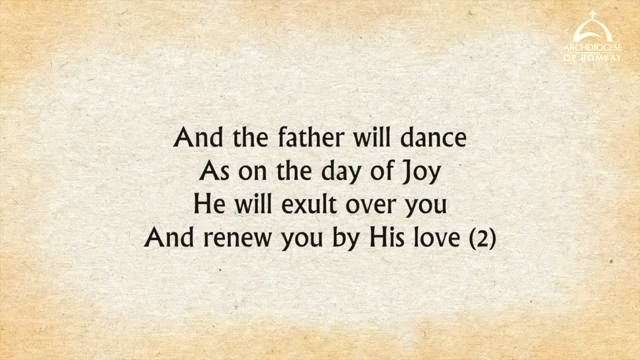 ARCHDIOCESE
OF BOMBAY
And the father will dance
As on the day of Joy
He will exult over you
And renew you by His love (2)